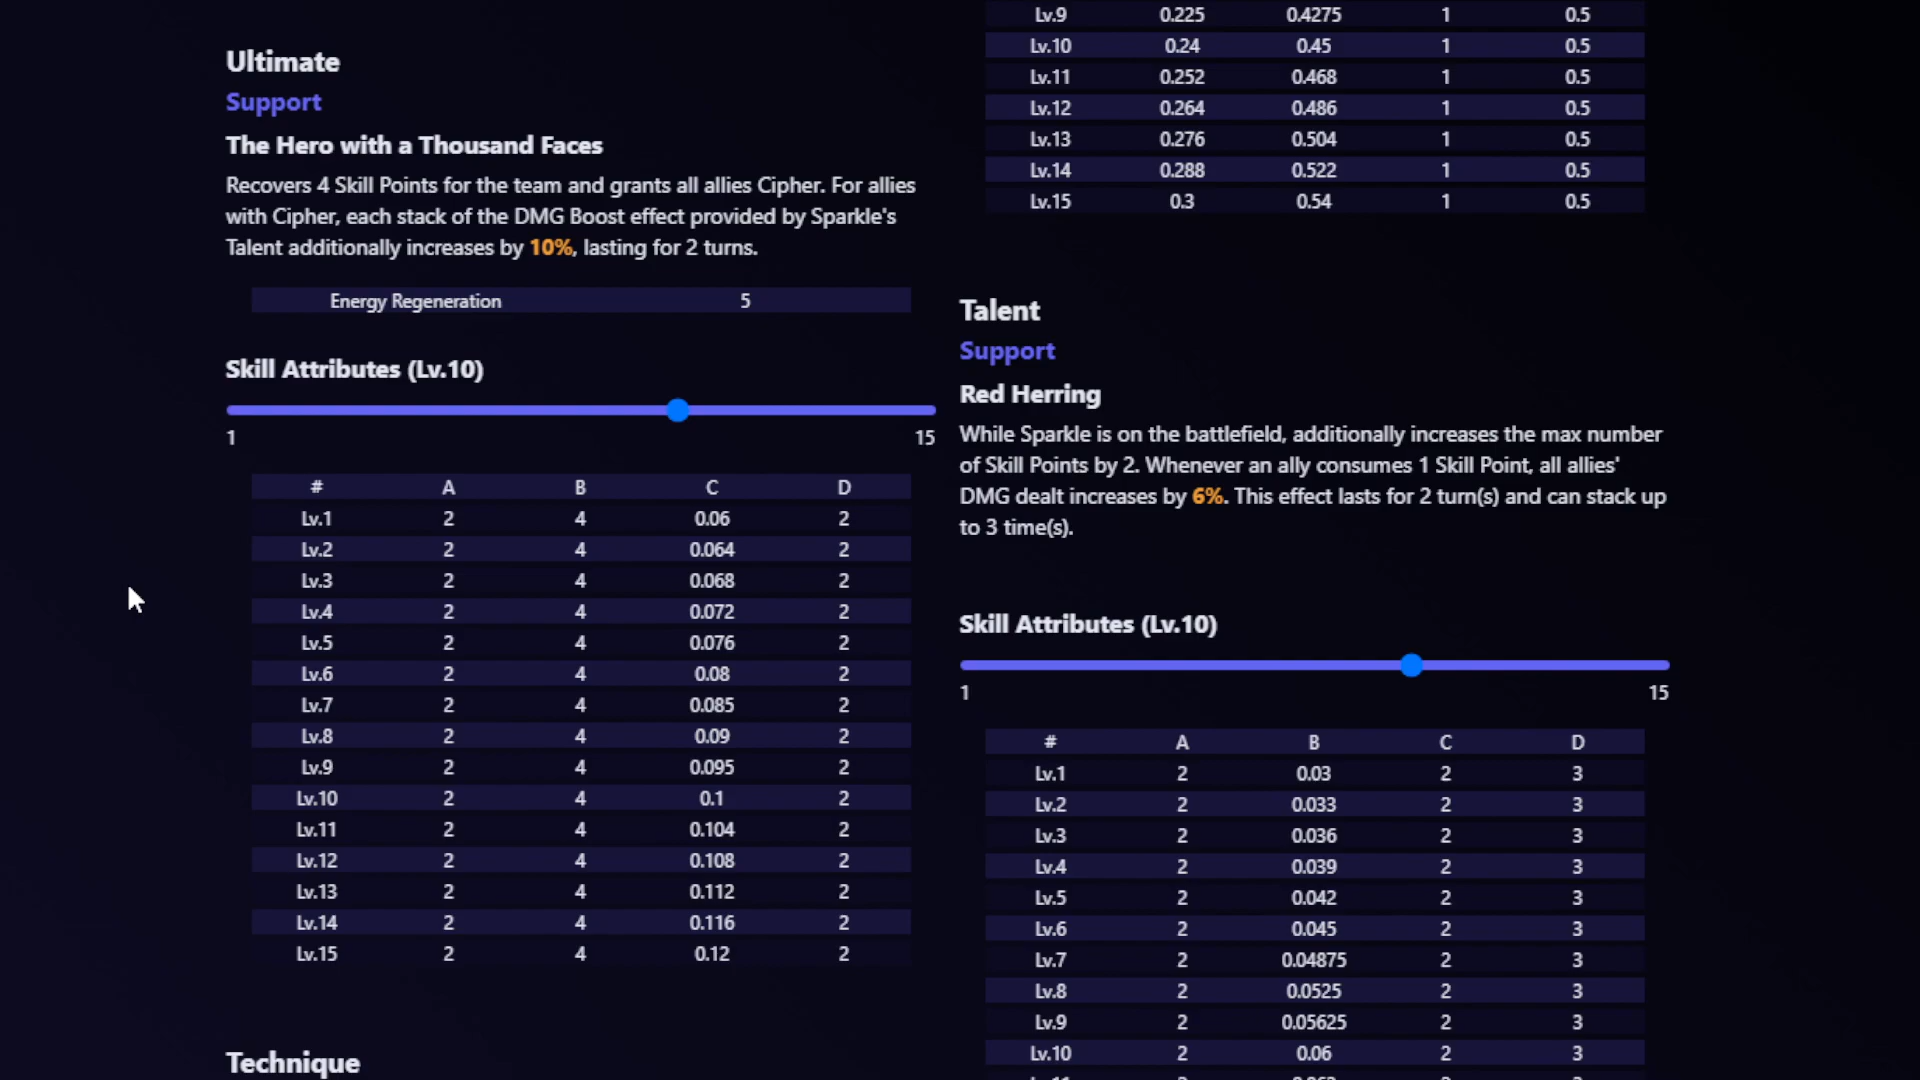 Ultimate
Support
The Hero with a Thousand Faces
Recovers 4 Skill Points for the team and grants all allies Cipher. For allies
with Cipher, each stack of the DMG Boost effect provided by Sparkle's
Talent additionally increases by 10%, lasting for 2 turns.
Energy Regeneration 5
Skill Attributes (Lv.10)
1 15
# A B C D
Lv.1 2 4 0.06 2
Lv.2 2 4 0.064 2
Lv.3 2 4 0.068 2
Lv.4 2 4 0.072 2
Lv.5 2 4 0.076 2
Lv.6 2 4 0.08 2
Lv.7 2 4 0.085 2
Lv.8 2 4 0.09 2
Lv.9 2 4 0.095 2
Lv.10 2 4 0.1 2
Lv.11 2 4 0.104 2
Lv.12 2 4 0.108 2
Lv.13 2 4 0.112 2
Lv.14 2 4 0.116 2
Lv.15 2 4 0.12 2
Technique
Lv.9 0.225 0.4275 1 0.5
Lv.10 0.24 0.45 1 0.5
Lv.11 0.252 0.468 1 0.5
Lv.12 0.264 0.486 1 0.5
Lv.13 0.276 0.504 1 0.5
Lv.14 0.288 0.522 1 0.5
Lv.15 0.3 0.54 1 0.5
Talent
Support
Red Herring
While Sparkle is on the battlefield, additionally increases the max number
of Skill Points by 2. Whenever an ally consumes 1 Skill Point, all allies'
DMG dealt increases by 6%. This effect lasts for 2 turn(s) and can stack up
to 3 time(s).
Skill Attributes (Lv.10)
1 15
# A B C D
Lv.1 2 0.03 2 3
Lv.2 2 0.033 2 3
Lv.3 2 0.036 2 3
Lv.4 2 0.039 2 3
Lv.5 2 0.042 2 3
Lv.6 2 0.045 2 3
Lv.7 2 0.04875 2 3
Lv.8 2 0.0525 2 3
Lv.9 2 0.05625 2 3
Lv.10 2 0.06 2 3